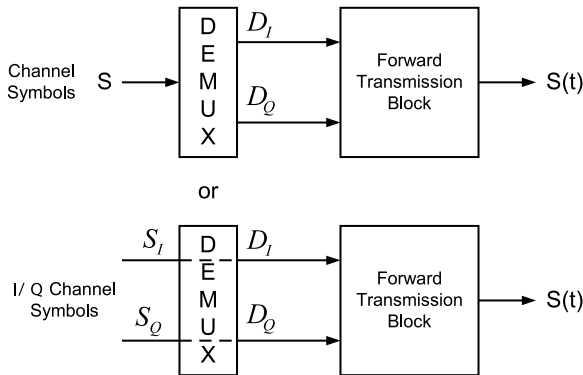 Channel
Symbols
S
D
E
M
U
X
D_I
D_Q
Forward
Transmission
Block
S(t)
or
I/ Q Channel
Symbols
S_I
S_Q
D
E
M
U
X
D_I
D_Q
Forward
Transmission
Block
S(t)